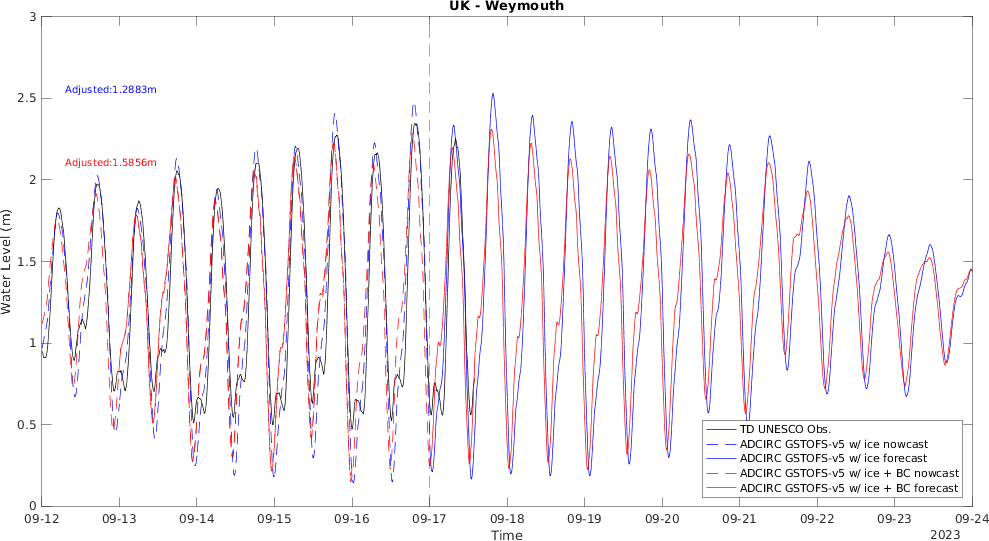 UK - Weymouth
3
2.5
2
1.5
1
0.5
0
Water Level (m)
Adjusted:1.2883m
Adjusted:1.5856m
TD UNESCO Obs.
ADCIRC GSTOFS-v5 w/ ice nowcast
ADCIRC GSTOFS-v5 w/ ice forecast
ADCIRC GSTOFS-v5 w/ ice + BC nowcast
ADCIRC GSTOFS-v5 w/ ice + BC forecast
09-12 09-13 09-14 09-15 09-16 09-17 09-18 09-19 09-20 09-21 09-22 09-23 09-24
Time
2023